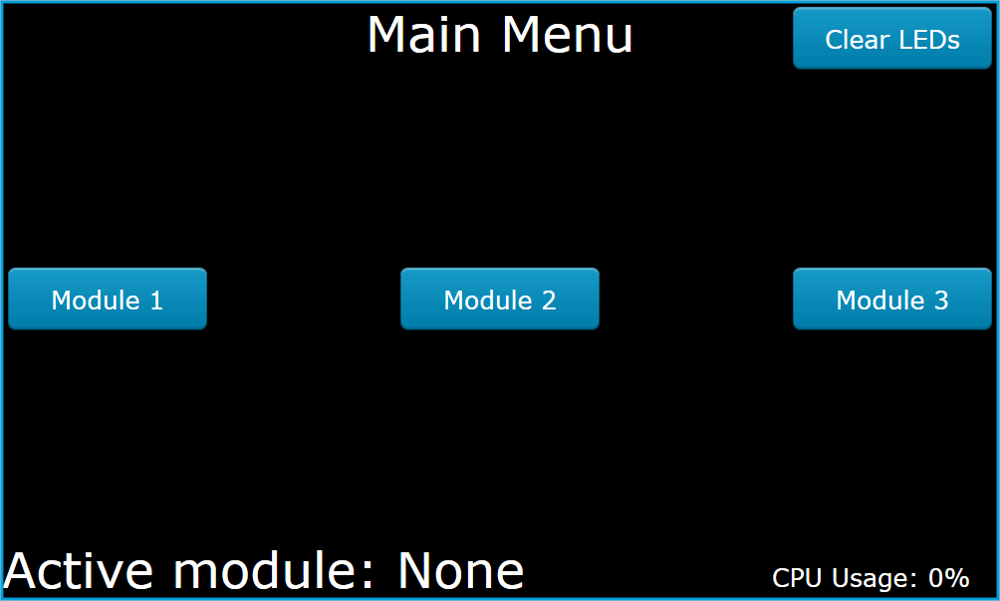 Main Menu
Clear LEDs
Module 1
Module 2
Module 3
Active module: None
CPU Usage: 0%